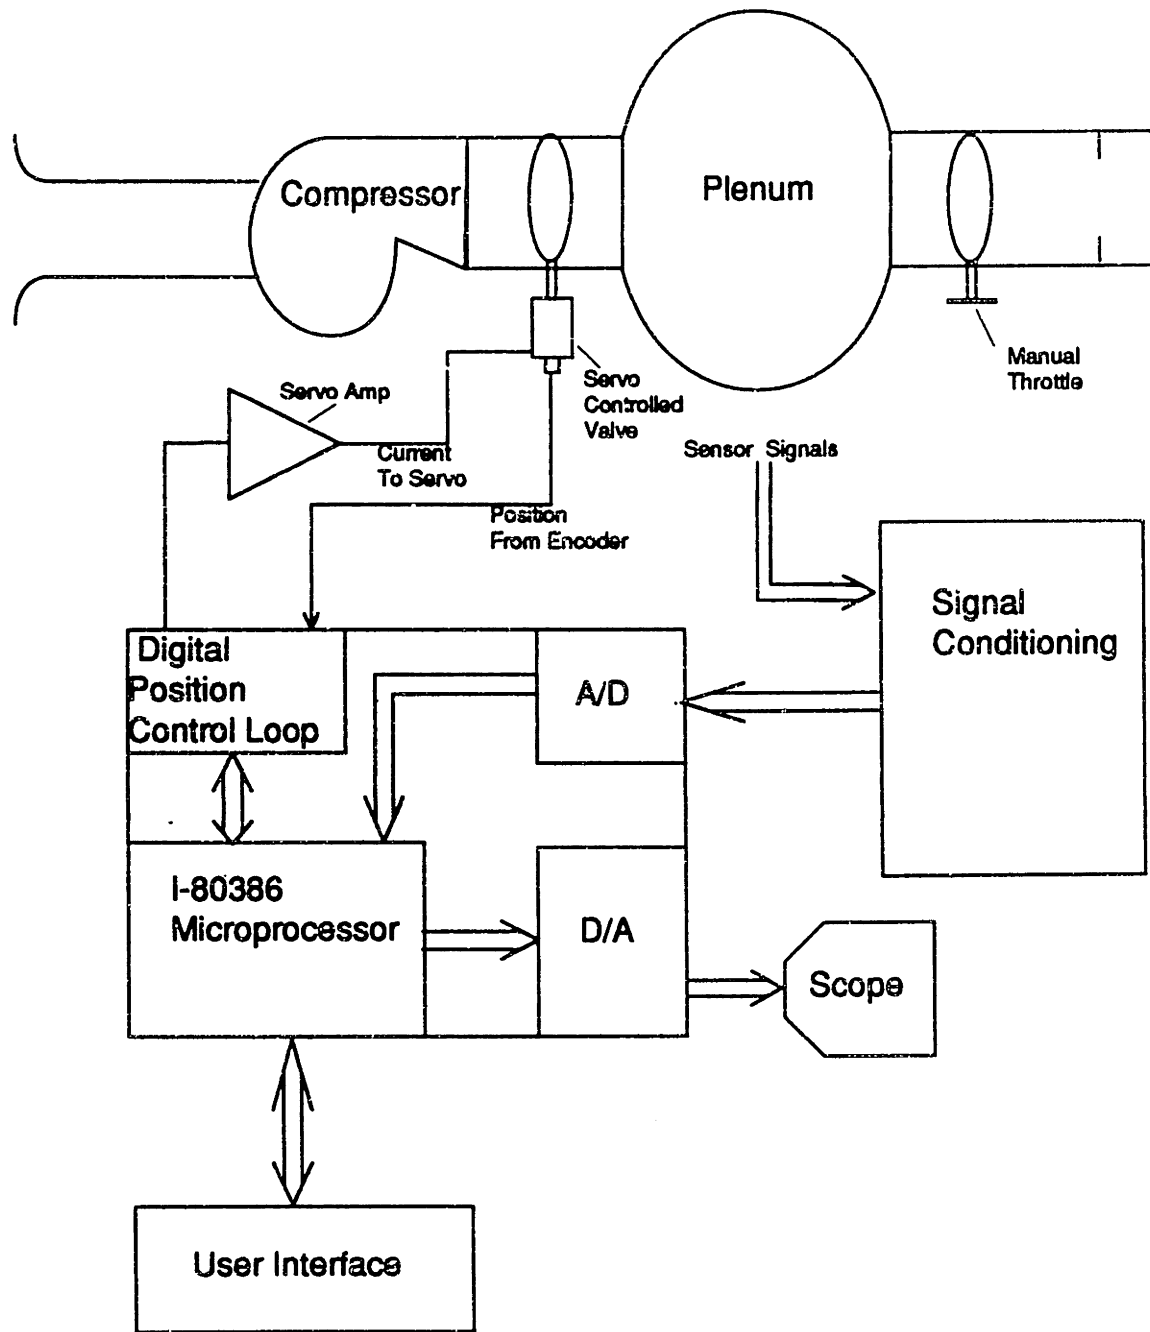 Compressor
Plenum
Manual
Throttle
Servo Amp
Servo
Controlled
Valve
Current
To Servo
Sensor Signals
Position
From Encoder
Signal
Conditioning
Digital
Position
Control Loop
A/D
I-80386
Microprocessor
D/A
Scope
User Interface